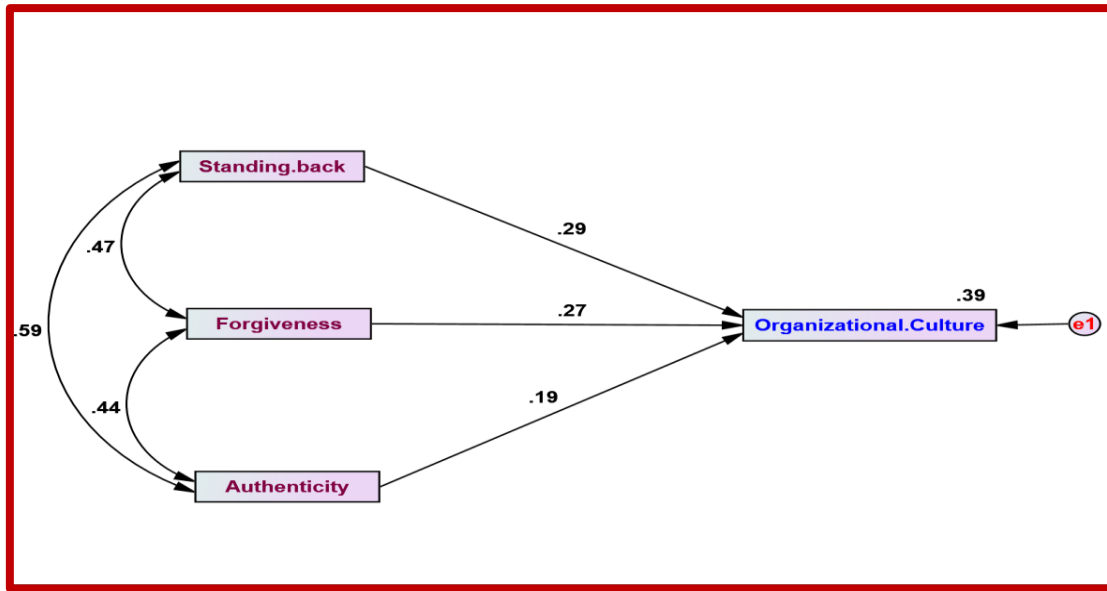 Standing.back
.47
.29
.59
Forgiveness
.27
.39
Organizational.Culture
e1
.44
.19
Authenticity